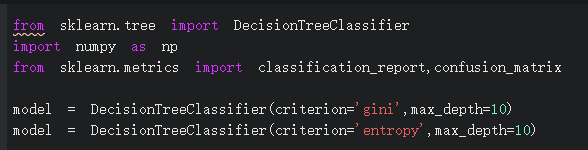 from sklearn.tree import DecisionTreeClassifier
import numpy as np
from sklearn.metrics import classification_report,confusion_matrix
model = DecisionTreeClassifier(criterion='gini',max_depth=10)
model = DecisionTreeClassifier(criterion='entropy',max_depth=10)